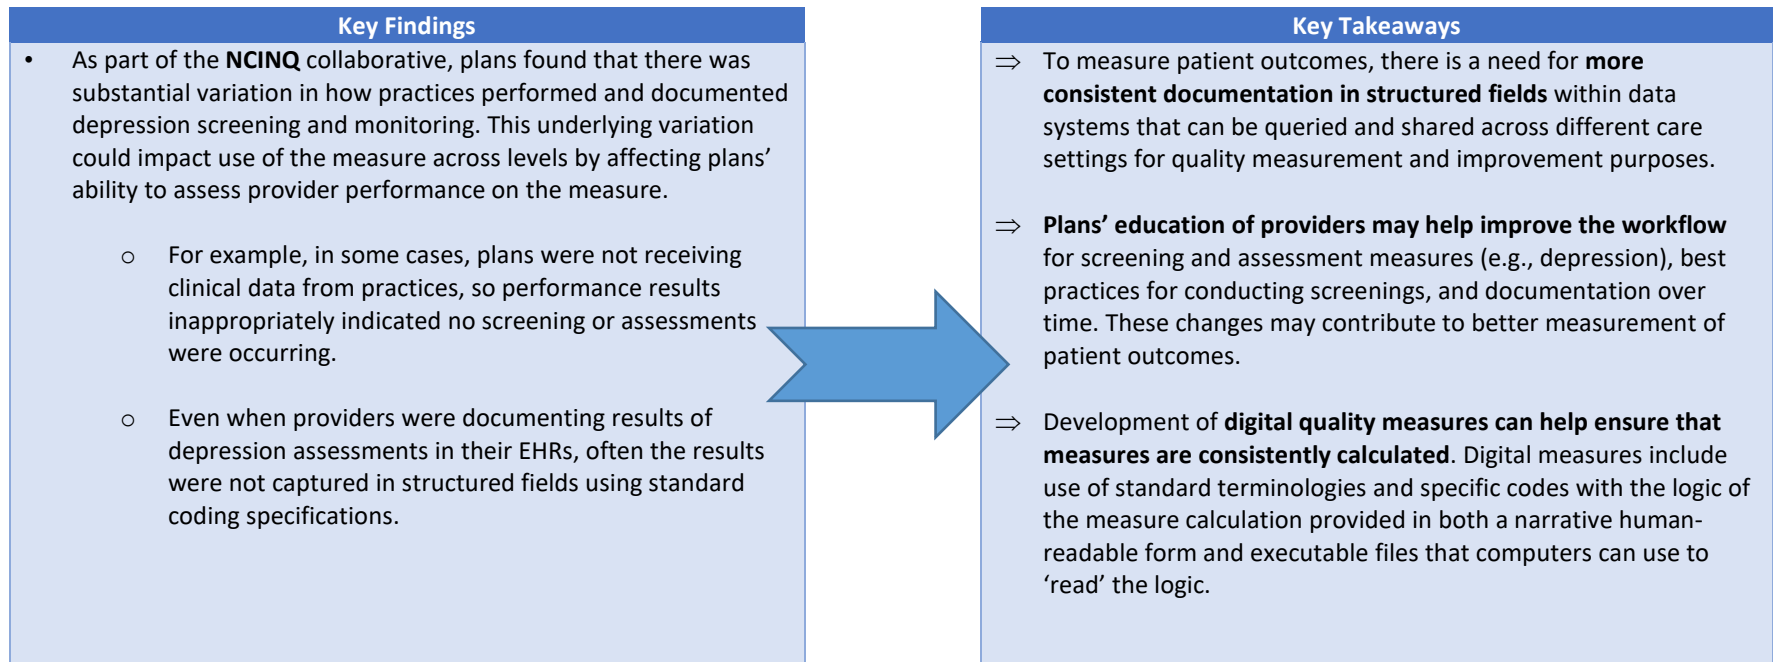 Key Findings
• As part of the NCINQ collaborative, plans found that there was
substantial variation in how practices performed and documented
depression screening and monitoring. This underlying variation
could impact use of the measure across levels by affecting plans’
ability to assess provider performance on the measure.
o For example, in some cases, plans were not receiving
clinical data from practices, so performance results
inappropriately indicated no screening or assessments
were occurring.
o Even when providers were documenting results of
depression assessments in their EHRs, often the results
were not captured in structured fields using standard
coding specifications.
Key Takeaways
⇒ To measure patient outcomes, there is a need for more
consistent documentation in structured fields within data
systems that can be queried and shared across different care
settings for quality measurement and improvement purposes.
⇒ Plans’ education of providers may help improve the workflow
for screening and assessment measures (e.g., depression), best
practices for conducting screenings, and documentation over
time. These changes may contribute to better measurement of
patient outcomes.
⇒ Development of digital quality measures can help ensure that
measures are consistently calculated. Digital measures include
use of standard terminologies and specific codes with the logic of
the measure calculation provided in both a narrative human-
readable form and executable files that computers can use to
‘read’ the logic.